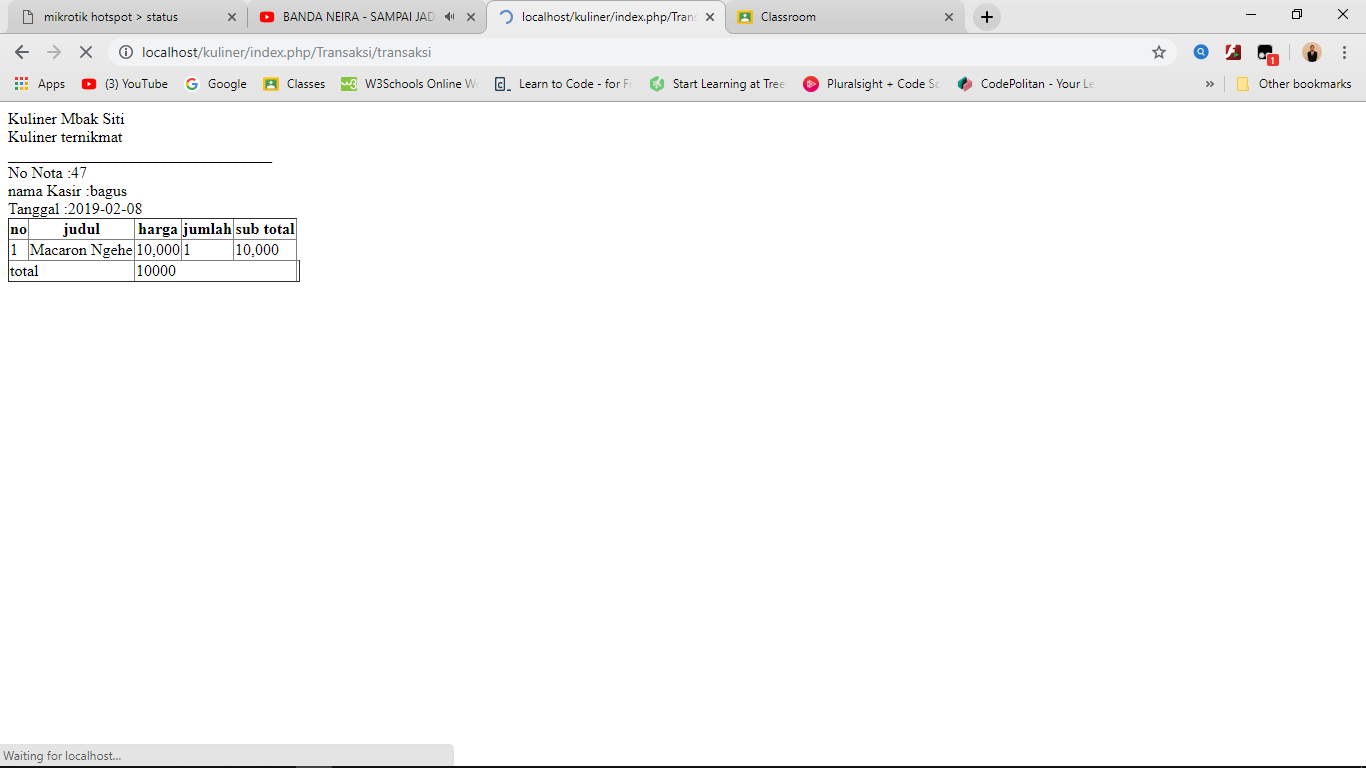 mikrotik hotspot > status
BANDA NEIRA - SAMPAI JAD
localhost/kuliner/index.php/Trans
Classroom
localhost/kuliner/index.php/Transaksi/transaksi
1
Apps (3) YouTube Google Classes W3Schools Online W Learn to Code - for F Start Learning at Tree Pluralsight + Code Sc CodePolitan - Your Le » Other bookmarks
Kuliner Mbak Siti
Kuliner ternikmat
No Nota :47
nama Kasir :bagus
Tanggal :2019-02-08
no judul harga jumlah sub total
1 Macaron Ngehe 10,000 1 10,000
total 10000
Waiting for localhost...